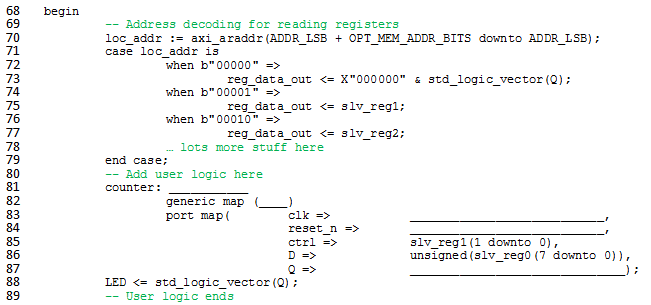 68 begin
69 -- Address decoding for reading registers
70 loc_addr := axi_araddr(ADDR_LSB + OPT_MEM_ADDR_BITS downto ADDR_LSB);
71 case loc_addr is
72 when b"00000" =>
73 reg_data_out <= X"000000" & std_logic_vector(Q);
74 when b"00001" =>
75 reg_data_out <= slv_reg1;
76 when b"00010" =>
77 reg_data_out <= slv_reg2;
78 … lots more stuff here
79 end case;
80 -- Add user logic here
81 counter: ___________
82 generic map (____)
83 port map( clk => ___________________________,
84 reset_n => ___________________________,
85 ctrl => slv_reg1(1 downto 0),
86 D => unsigned(slv_reg0(7 downto 0)),
87 Q => ______________________________);
88 LED <= std_logic_vector(Q);
89 -- User logic ends